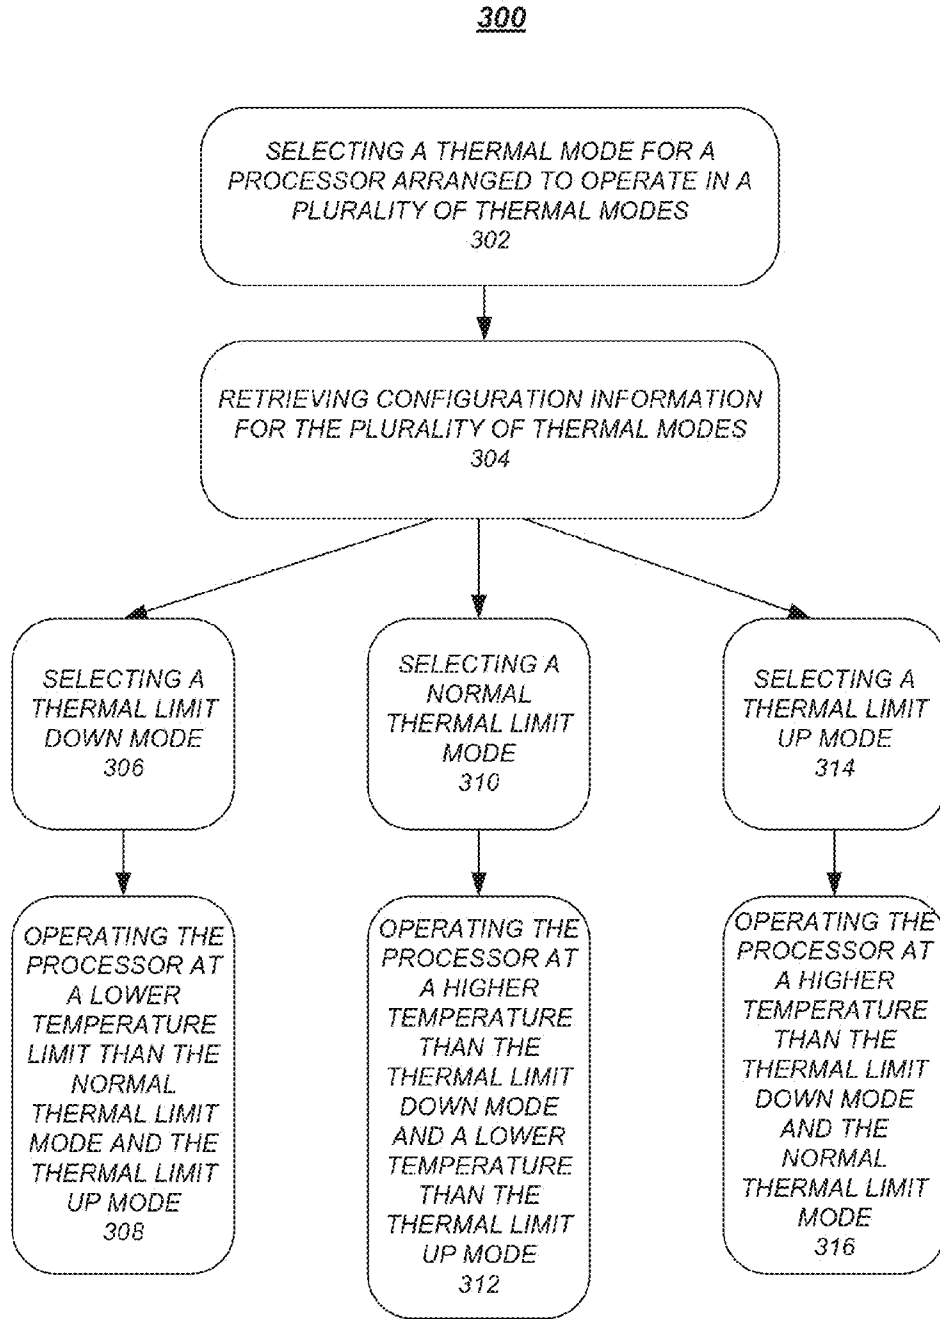 300
SELECTING A THERMAL MODE FOR A
PROCESSOR ARRANGED TO OPERATE IN A
PLURALITY OF THERMAL MODES
302
RETRIEVING CONFIGURATION INFORMATION
FOR THE PLURALITY OF THERMAL MODES
304
SELECTING A
THERMAL LIMIT
DOWN MODE
306
SELECTING A
NORMAL
THERMAL LIMIT
MODE
310
SELECTING A
THERMAL LIMIT
UP MODE
314
OPERATING THE
PROCESSOR AT
A LOWER
TEMPERATURE
LIMIT THAN THE
NORMAL
THERMAL LIMIT
MODE AND THE
THERMAL LIMIT
UP MODE
308
OPERATING THE
PROCESSOR AT
A HIGHER
TEMPERATURE
THAN THE
THERMAL LIMIT
DOWN MODE
AND A LOWER
TEMPERATURE
THAN THE
THERMAL LIMIT
UP MODE
312
OPERATING THE
PROCESSOR AT
A HIGHER
TEMPERATURE
THAN THE
THERMAL LIMIT
DOWN MODE
AND THE
NORMAL
THERMAL LIMIT
MODE
316